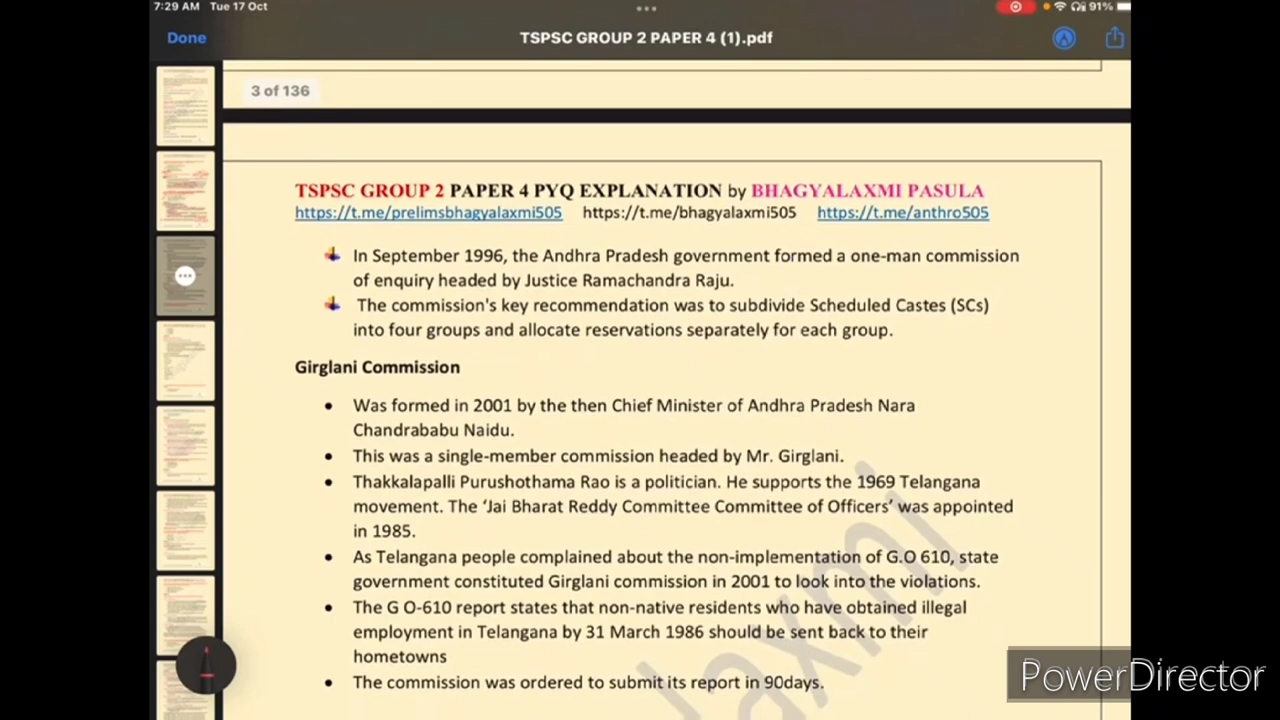 7:29 AM Tue 17 Oct
91%
Done
TSPSC GROUP 2 PAPER 4 (1).pdf
3 of 136
TSPSC GROUP 2 PAPER 4 PYQ EXPLANATION by BHAGYALAXMI PASULA
https://t.me/prelimsbhagyalaxmi505 https://t.me/bhagyalaxmi505 https://t.me/anthro505
In September 1996, the Andhra Pradesh government formed a one-man commission
of enquiry headed by Justice Ramachandra Raju.
The commission's key recommendation was to subdivide Scheduled Castes (SCs)
into four groups and allocate reservations separately for each group.
Girglani Commission
• Was formed in 2001 by the then Chief Minister of Andhra Pradesh Nara
Chandrababu Naidu.
• This was a single-member commission headed by Mr. Girglani.
• Thakkalapalli Purushothama Rao is a politician. He supports the 1969 Telangana
movement. The ‘Jai Bharat Reddy Committee Committee of Officers’ was appointed
in 1985.
• As Telangana people complained about the non-implementation of G.O 610, state
government constituted Girglani commission in 2001 to look into the violations.
• The G O-610 report states that non-native residents who have obtained illegal
employment in Telangana by 31 March 1986 should be sent back to their
hometowns
• The commission was ordered to submit its report in 90days.
laxmi
PowerDirector